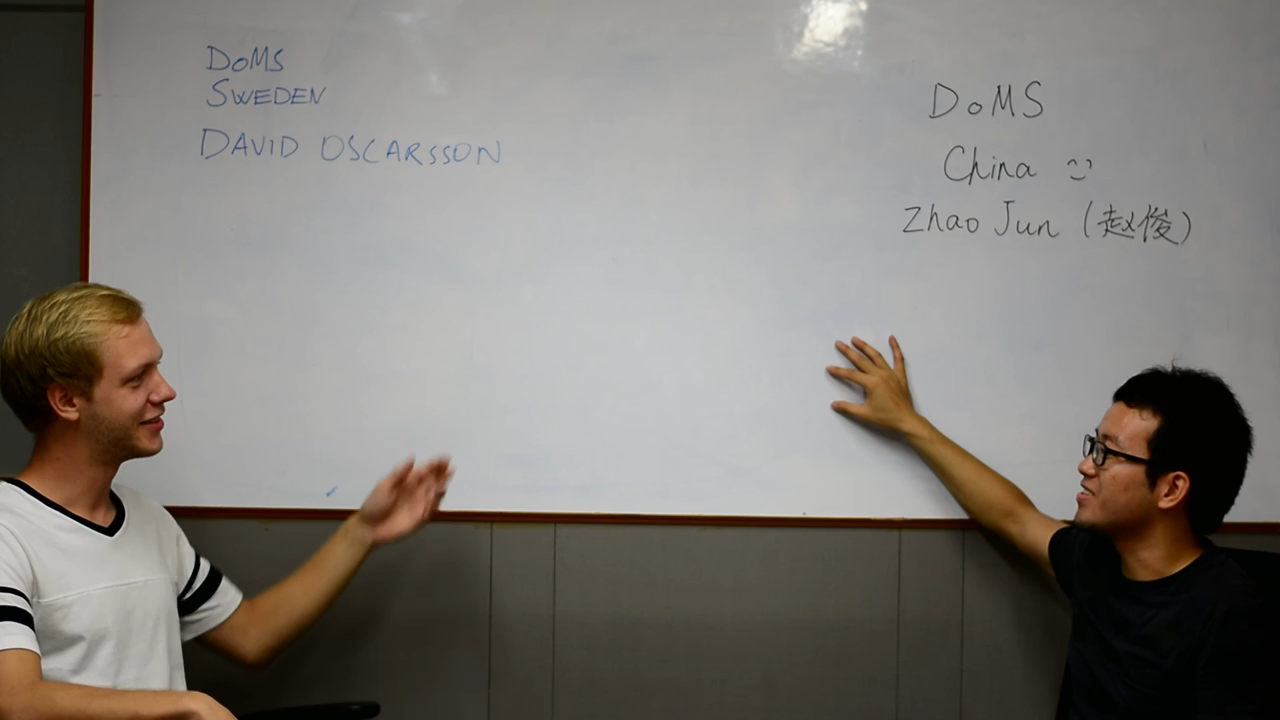 DoMS
SWEDEN
DAVID OSCARSSON
DoMS
China
Zhao Jun (赵俊)